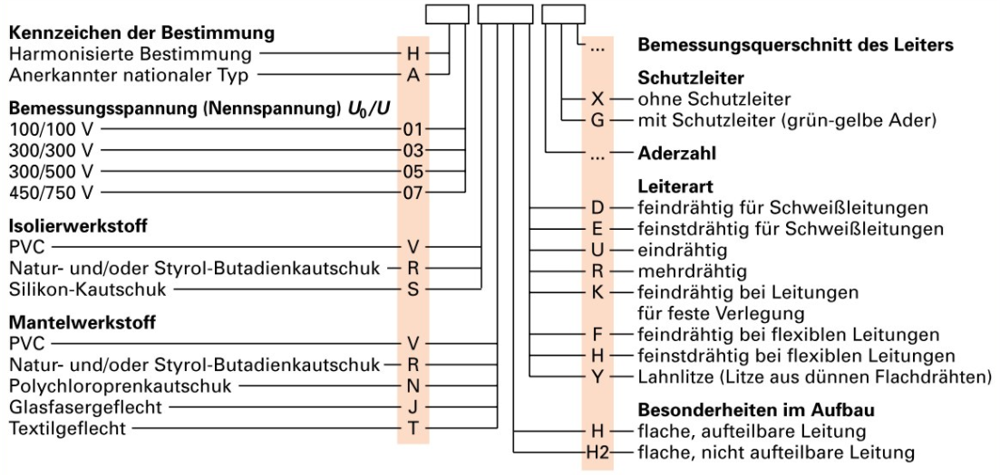 Kennzeichen der Bestimmung
Harmonisierte Bestimmung H
Anerkannter nationaler Typ A
Bemessungsspannung (Nennspannung) U₀/U
100/100 V 01
300/300 V 03
300/500 V 05
450/750 V 07
Isolierwerkstoff
PVC V
Natur- und/oder Styrol-Butadienkautschuk R
Silikon-Kautschuk S
Mantelwerkstoff
PVC V
Natur- und/oder Styrol-Butadienkautschuk R
Polychloroprenkautschuk N
Glasfasergeflecht J
Textilgeflecht T
... Bemessungsquerschnitt des Leiters
Schutzleiter
X ohne Schutzleiter
G mit Schutzleiter (grün-gelbe Ader)
... Aderzahl
Leiterart
D feindrähtig für Schweißleitungen
E feinstdrähtig für Schweißleitungen
U eindrähtig
R mehrdrähtig
K feindrähtig bei Leitungen
für feste Verlegung
F feindrähtig bei flexiblen Leitungen
H feinstdrähtig bei flexiblen Leitungen
Y Lahnlitze (Litze aus dünnen Flachdrähten)
Besonderheiten im Aufbau
H flache, aufteilbare Leitung
H2 flache, nicht aufteilbare Leitung